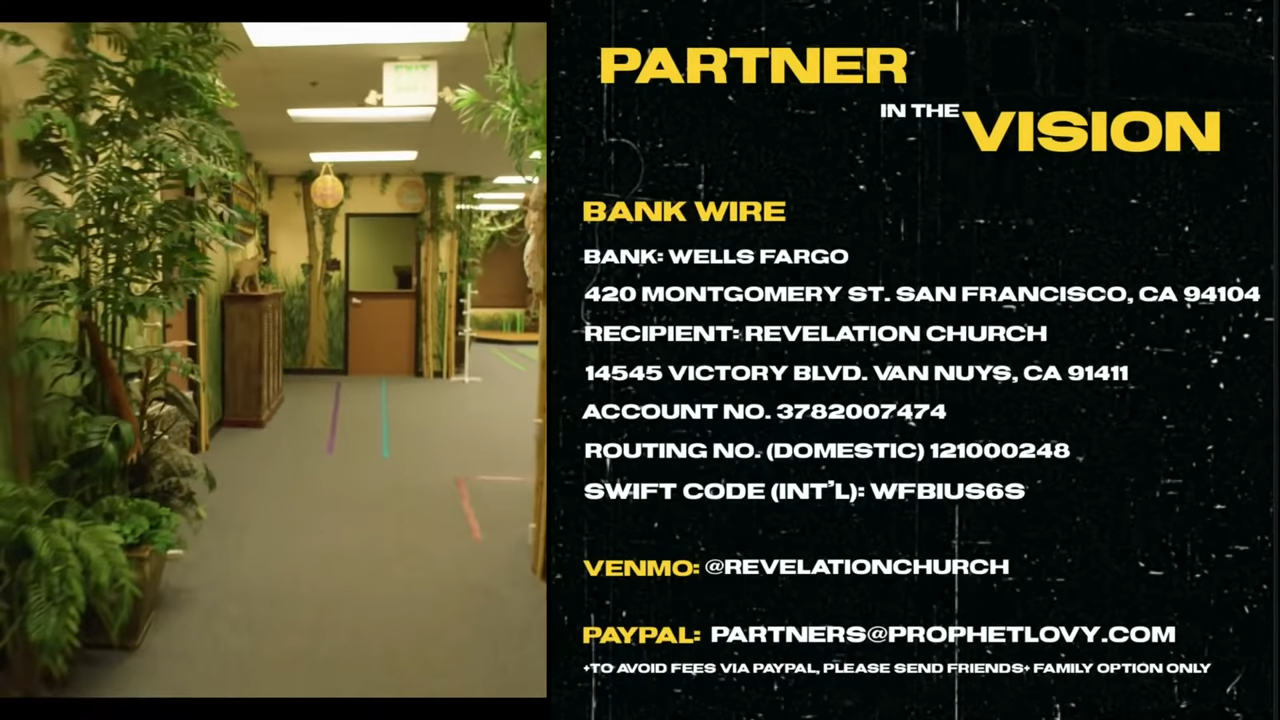 EXIT
PARTNER
IN THE
VISION
BANK WIRE
BANK: WELLS FARGO
420 MONTGOMERY ST. SAN FRANCISCO, CA 94104
RECIPIENT: REVELATION CHURCH
14545 VICTORY BLVD. VAN NUYS, CA 91411
ACCOUNT NO. 3782007474
ROUTING NO. (DOMESTIC) 121000248
SWIFT CODE (INT'L): WFBIUS6S
VENMO: @REVELATIONCHURCH
PAYPAL: PARTNERS@PROPHETLOVY.COM
+TO AVOID FEES VIA PAYPAL, PLEASE SEND FRIENDS+ FAMILY OPTION ONLY